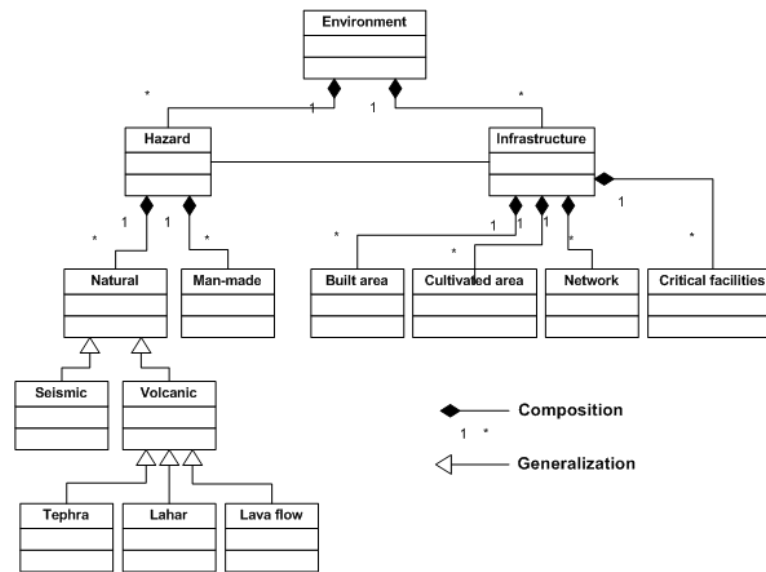 Environment
* 1 1 *
Hazard Infrastructure
1 1 1 1 1 1
* * * * * *
Natural Man-made Built area Cultivated area Network Critical facilities
Seismic Volcanic
Composition
1 *
Generalization
Tephra Lahar Lava flow